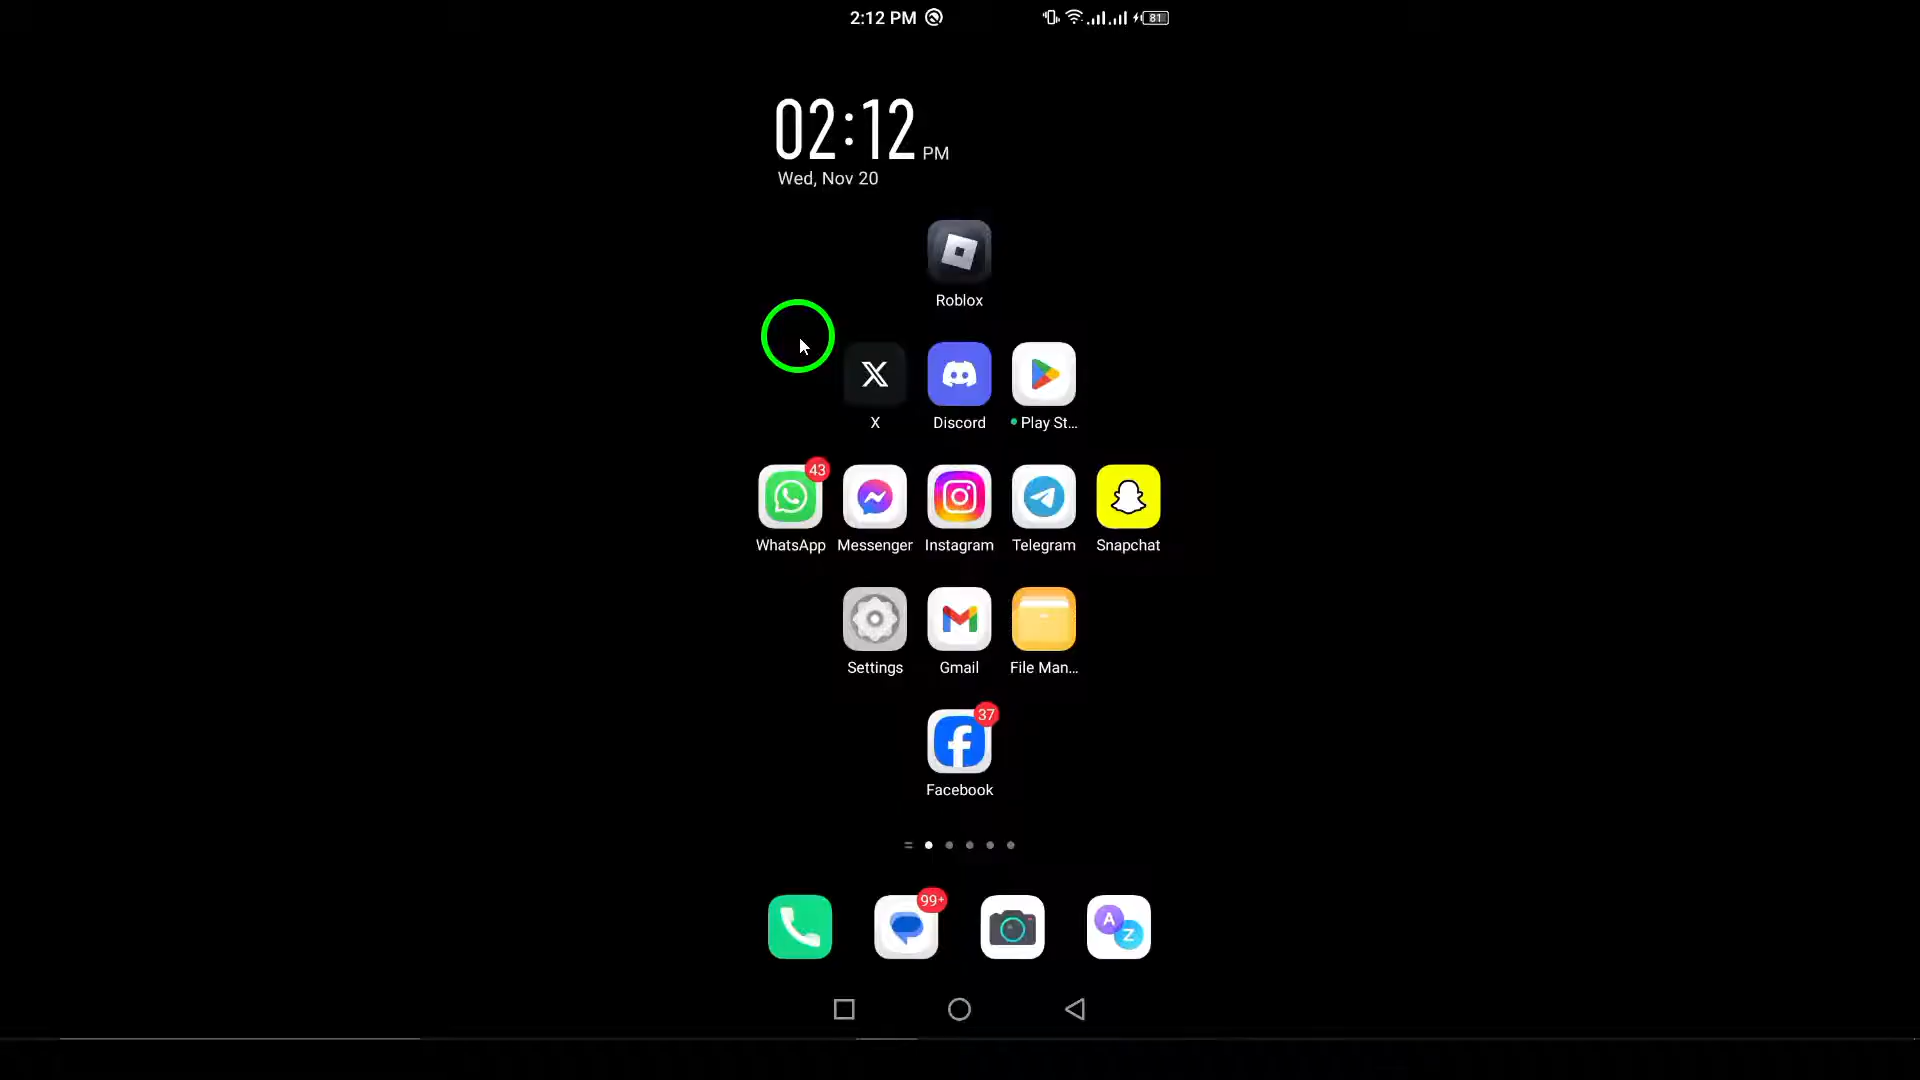 2:12 PM
81
02:12 PM
Wed, Nov 20
Roblox
X
Discord
Play St...
43
WhatsApp
Messenger
Instagram
Telegram
Snapchat
Settings
Gmail
File Man...
37
Facebook
99+
A
Z